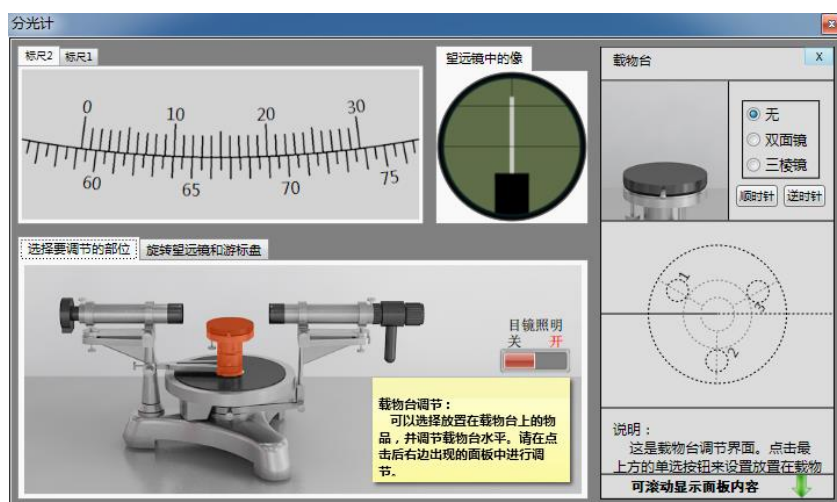 分光计
标尺2 标尺1
0 10 20 30
60 65 70 75
望远镜中的像
载物台 X
无
双面镜
三棱镜
顺时针 逆时针
选择要调节的部位 旋转望远镜和游标盘
目镜照明
关 开
载物台调节：
可以选择放置在载物台上的物
品，并调节载物台水平。请在点
击后右边出现的面板中进行调
节。
1
3
2
说明：
这是载物台调节界面。点击最
上方的单选按钮来设置放置在载物
可滚动显示面板内容